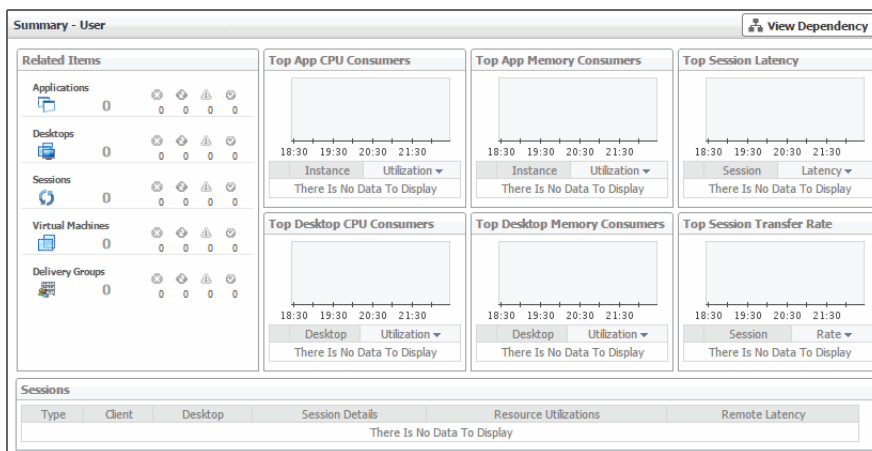 Summary - User
View Dependency
Related Items
Applications
0
0 0 0 0
Desktops
0
0 0 0 0
Sessions
0
0 0 0 0
Virtual Machines
0
0 0 0 0
Delivery Groups
0
0 0 0 0
Top App CPU Consumers
18:30 19:30 20:30 21:30
Instance Utilization
There Is No Data To Display
Top App Memory Consumers
18:30 19:30 20:30 21:30
Instance Utilization
There Is No Data To Display
Top Session Latency
18:30 19:30 20:30 21:30
Session Latency
There Is No Data To Display
Top Desktop CPU Consumers
18:30 19:30 20:30 21:30
Desktop Utilization
There Is No Data To Display
Top Desktop Memory Consumers
18:30 19:30 20:30 21:30
Desktop Utilization
There Is No Data To Display
Top Session Transfer Rate
18:30 19:30 20:30 21:30
Session Rate
There Is No Data To Display
Sessions
Type Client Desktop Session Details Resource Utilizations Remote Latency
There Is No Data To Display